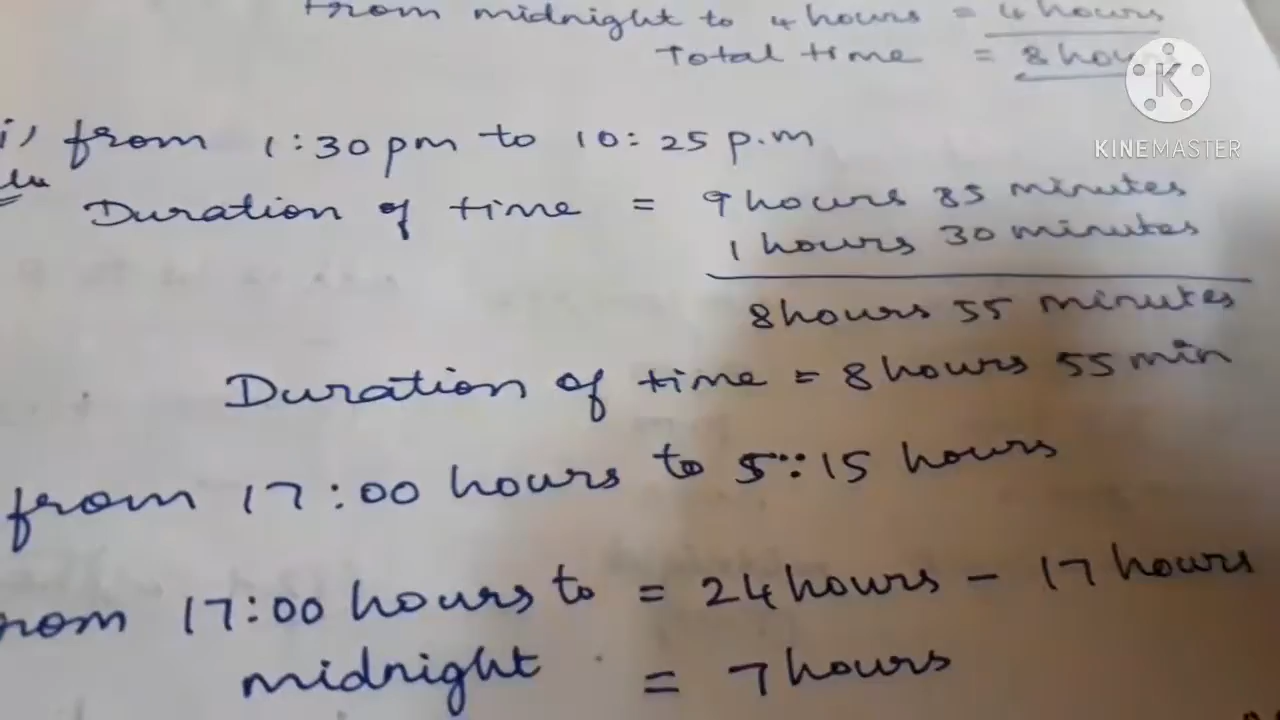 from midnight to 4 hours = 4 hours
Total time = 8 hours
KINEMASTER
i, from 1:30 pm to 10:25 p.m
Duration of time = 9 hours 85 minutes
1 hours 30 minutes
8 hours 55 minutes
Duration of time = 8 hours 55 min
from 17:00 hours to 5:15 hours
rom 17:00 hours to = 24 hours - 17 hours
midnight = 7 hours